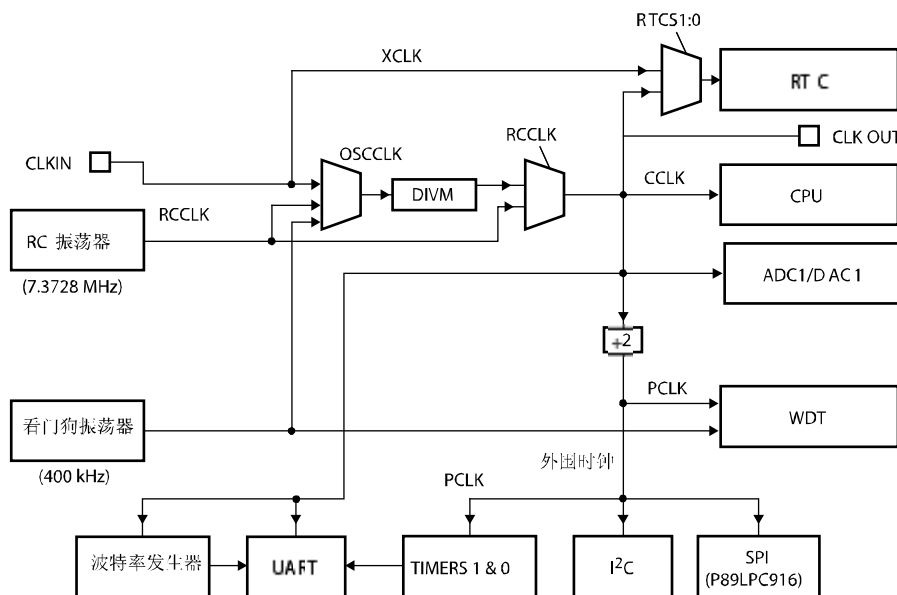 RTCS1:0
XCLK
RT C
CLK OUT
CLKIN
OSCCLK
RCCLK
DIVM
CCLK
CPU
RCCLK
RC 振荡器
(7.3728 MHz)
ADC1/D AC 1
÷2
PCLK
WDT
看门狗振荡器
(400 kHz)
外围时钟
PCLK
波特率发生器
UAFT
TIMERS 1 & 0
I²C
SPI
(P89LPC916)